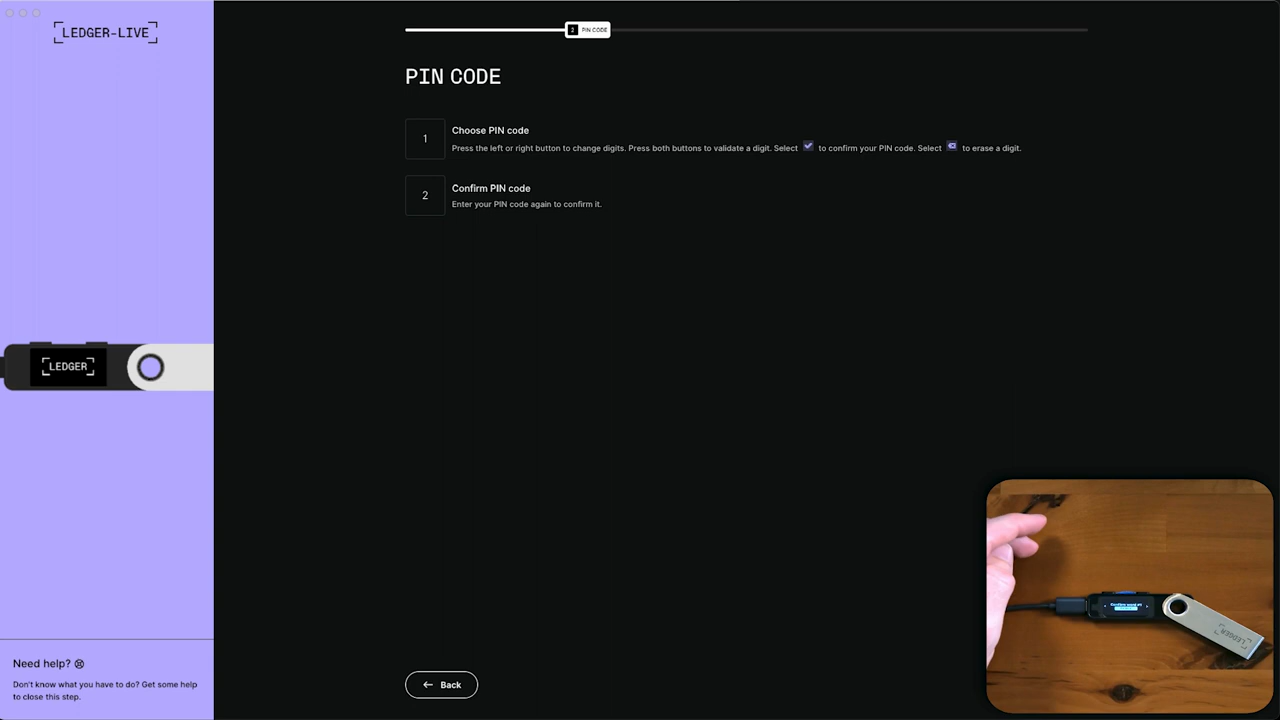 LEDGER-LIVE
2 PIN CODE
PIN CODE
1
Choose PIN code
Press the left or right button to change digits. Press both buttons to validate a digit. Select to confirm your PIN code. Select to erase a digit.
2
Confirm PIN code
Enter your PIN code again to confirm it.
LEDGER
LEDGER
Need help?
Don't know what you have to do? Get some help
to close this step.
Back